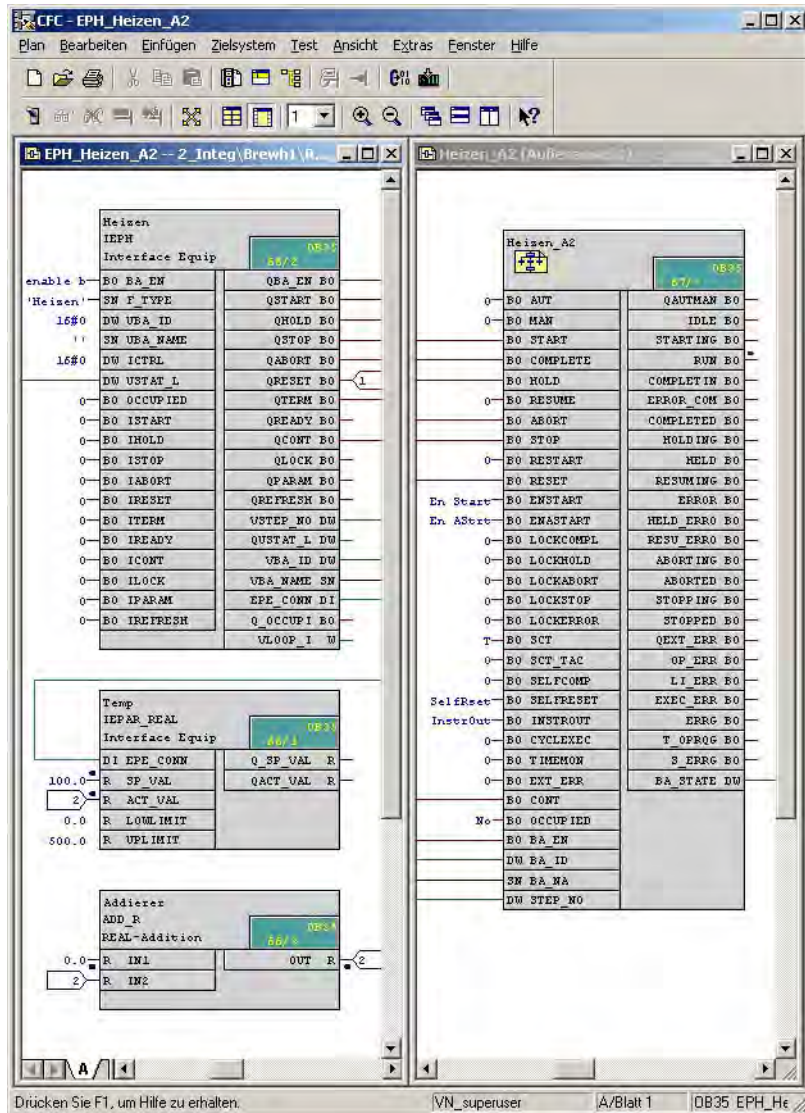 CFC - EPH_Heizen_A2
Plan Bearbeiten Einfügen Zielsystem Test Ansicht Extras Fenster Hilfe
1
EPH_Heizen_A2 -- 2_Integ\Brewh1\R...
Heizen_A2
Heizen
IEPH
Interface Equip
OB35
68/2
enable b BO BA_EN QBA_EN BO
'Heizen' SN F_TYPE QSTART BO
16#0 DW UBA_ID QHOLD BO
'' SN UBA_NAME QSTOP BO
16#0 DW ICTRL QABORT BO
DW USTAT_L QRESET BO 1
0 BO OCCUPIED QTERM BO
0 BO ISTART QREADY BO
0 BO IHOLD QCONT BO
0 BO ISTOP QLOCK BO
0 BO IABORT QPARAM BO
0 BO IRESET QREFRESH BO
0 BO ITERM VSTEP_NO DW
0 BO IREADY QUSTAT_L DW
0 BO ICONT VBA_ID DW
0 BO ILOCK VBA_NAME SN
0 BO IPARAM EPE_CONN DI
0 BO IREFRESH Q_OCCUPI BO
VLOOP_I W
Temp
IEPAR_REAL
Interface Equip
OB35
DI EPE_CONN Q_SP_VAL R
100.0 R SP_VAL QACT_VAL R
2 R ACT_VAL
0.0 R LOWLIMIT
500.0 R UPLIMIT
Addierer
ADD_R
REAL-Addition
0.0 R IN1 OUT R 2
2 R IN2
A
Heizen_A2
OB35
0 BO AUT QAUTMAN BO
0 BO MAN IDLE BO
BO START STARTING BO
BO COMPLETE RUN BO
BO HOLD COMPLETIN BO
0 BO RESUME ERROR_COM BO
BO ABORT COMPLETED BO
BO STOP HOLDING BO
0 BO RESTART HELD BO
BO RESET RESUMING BO
En Start BO ENSTART ERROR BO
En AStrt BO ENASTART HELD_ERRO BO
0 BO LOCKCOMPL RESU_ERRO BO
0 BO LOCKHOLD ABORTING BO
0 BO LOCKABORT ABORTED BO
0 BO LOCKSTOP STOPPING BO
0 BO LOCKERROR STOPPED BO
T BO SCT QEXT_ERR BO
0 BO SCT_TAC OP_ERR BO
0 BO SELFCOMP LI_ERR BO
SelfRset BO SELFRESET EXEC_ERR BO
InstrOut BO INSTROUT ERRG BO
0 BO CYCLEXEC T_OPRQG BO
0 BO TIMEMON S_ERRG BO
0 BO EXT_ERR BA_STATE DW
BO CONT
No BO OCCUPIED
BO BA_EN
DW BA_ID
SN BA_NA
DW STEP_NO
Drücken Sie F1, um Hilfe zu erhalten. VN_superuser A/Blatt 1 OB35 EPH_He